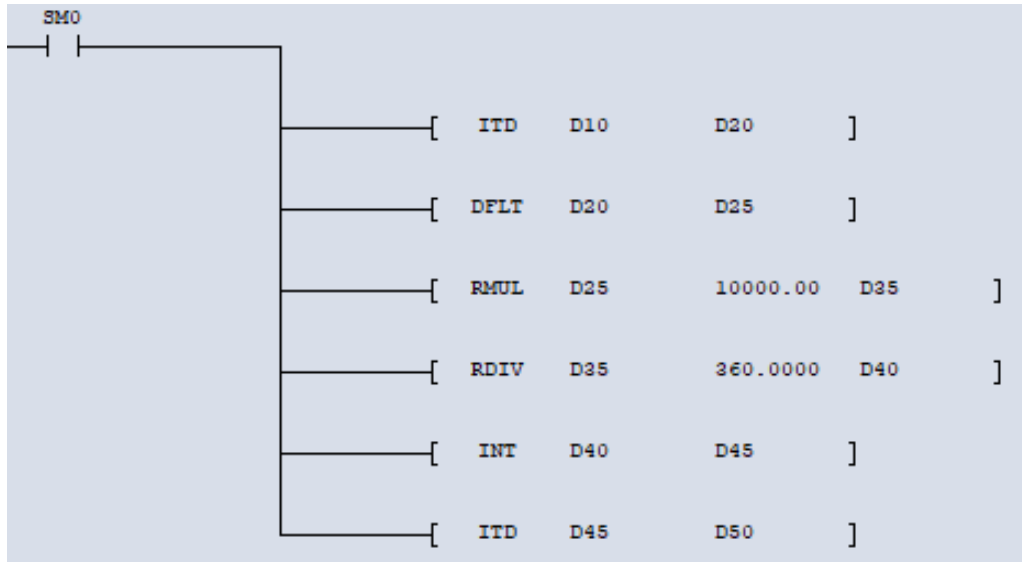 SM0
[ ITD D10 D20 ]
[ DFLT D20 D25 ]
[ RMUL D25 10000.00 D35 ]
[ RDIV D35 360.0000 D40 ]
[ INT D40 D45 ]
[ ITD D45 D50 ]